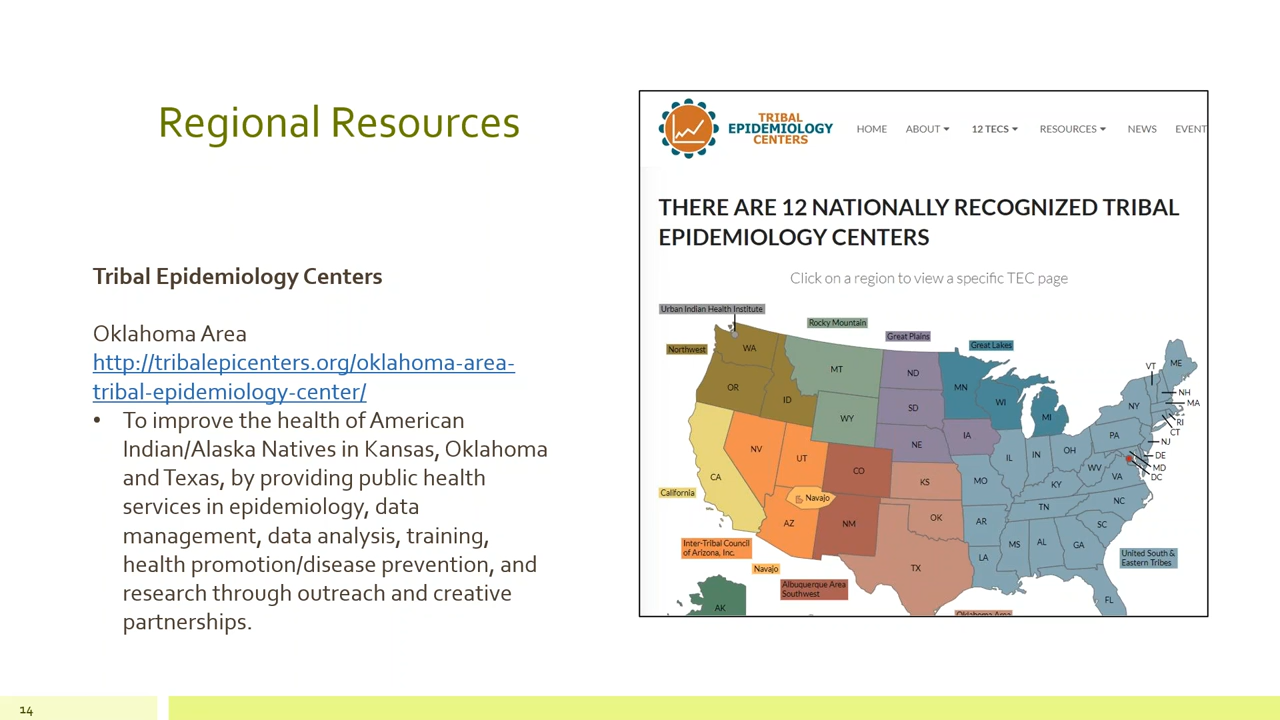 Regional Resources
Tribal Epidemiology Centers
Oklahoma Area
http://tribalepicenters.org/oklahoma-area-
tribal-epidemiology-center/
• To improve the health of American
Indian/Alaska Natives in Kansas, Oklahoma
and Texas, by providing public health
services in epidemiology, data
management, data analysis, training,
health promotion/disease prevention, and
research through outreach and creative
partnerships.
14
TRIBAL
EPIDEMIOLOGY
CENTERS
HOME ABOUT 12 TECS RESOURCES NEWS EVENT
THERE ARE 12 NATIONALLY RECOGNIZED TRIBAL
EPIDEMIOLOGY CENTERS
Click on a region to view a specific TEC page
Urban Indian Health Institute
Rocky Mountain
Great Plains
Great Lakes
Northwest
WA
MT
ND
MN
VT
ME
OR
ID
WY
SD
WI
MI
NY
NH
MA
RI
CT
NV
UT
NE
IA
PA
NJ
CA
CO
KS
IL
IN
OH
WV
VA
DE
MD
DC
California
Navajo
MO
KY
NC
AZ
NM
OK
AR
TN
SC
Inter-Tribal Council
of Arizona, Inc.
MS
AL
GA
LA
United South &
Eastern Tribes
Navajo
TX
Albuquerque Area
Southwest
AK
FL
Oklahoma Area